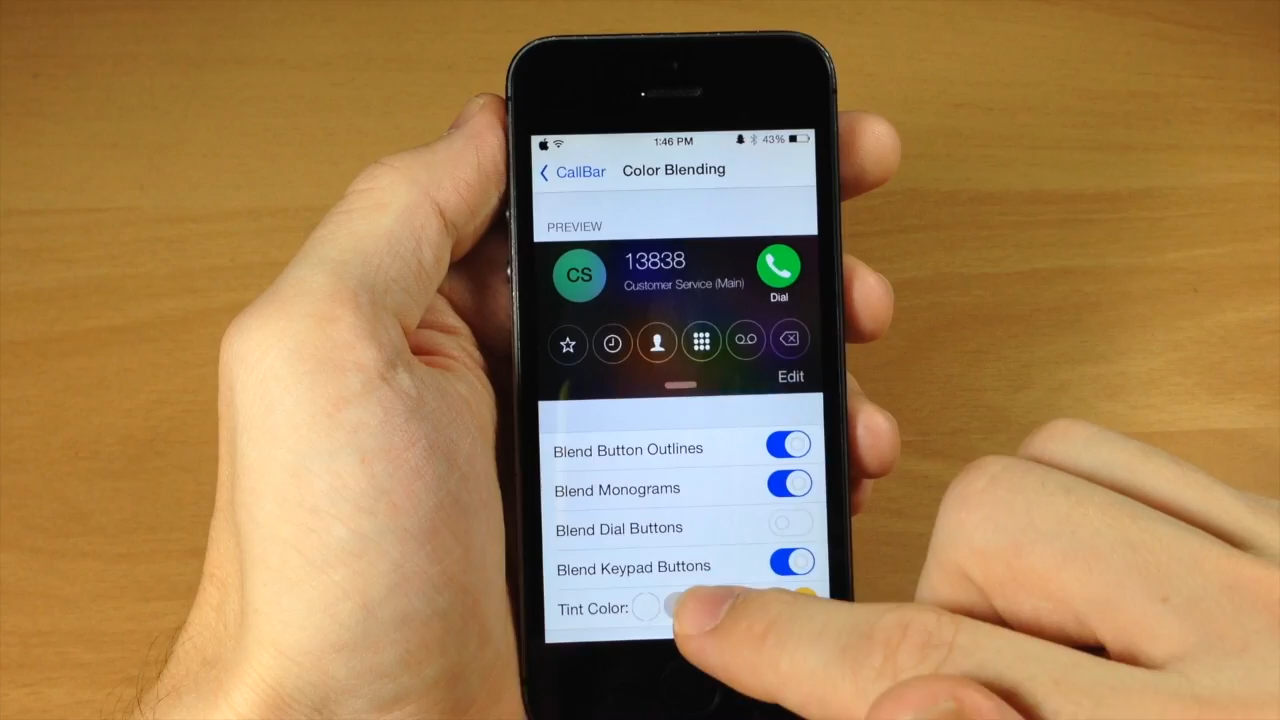 1:46 PM 43%
CallBar Color Blending
PREVIEW
CS 13838
Customer Service (Main)
Dial
Edit
Blend Button Outlines
Blend Monograms
Blend Dial Buttons
Blend Keypad Buttons
Tint Color: